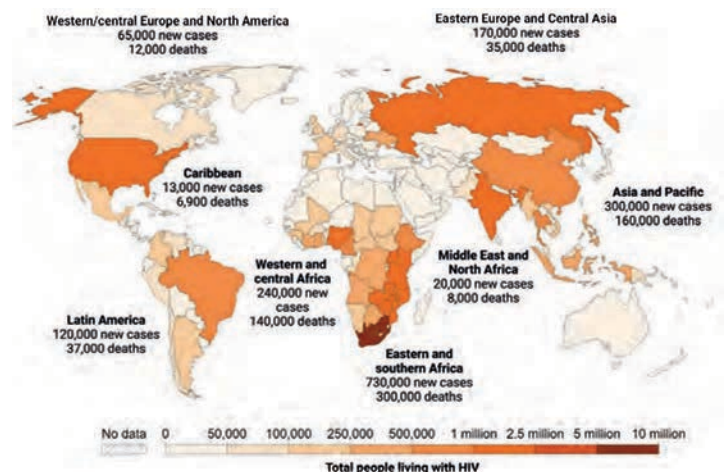 Western/central Europe and North America
65,000 new cases
12,000 deaths
Eastern Europe and Central Asia
170,000 new cases
35,000 deaths
Caribbean
13,000 new cases
6,900 deaths
Asia and Pacific
300,000 new cases
160,000 deaths
Western and
central Africa
240,000 new
cases
140,000 deaths
Middle East and
North Africa
20,000 new cases
8,000 deaths
Latin America
120,000 new cases
37,000 deaths
Eastern and
southern Africa
730,000 new cases
300,000 deaths
No data 0 50,000 100,000 250,000 500,000 1 million 2.5 million 5 million 10 million
Total people living with HIV